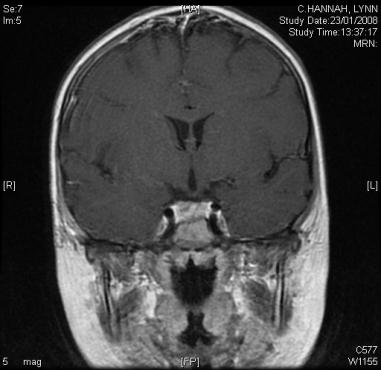 Se:7
Im:5
[HA]
C.HANNAH, LYNN
Study Date:23/01/2008
Study Time:13:37:17
MRN:
[R]
[L]
5 mag
[FP]
C577
W1155